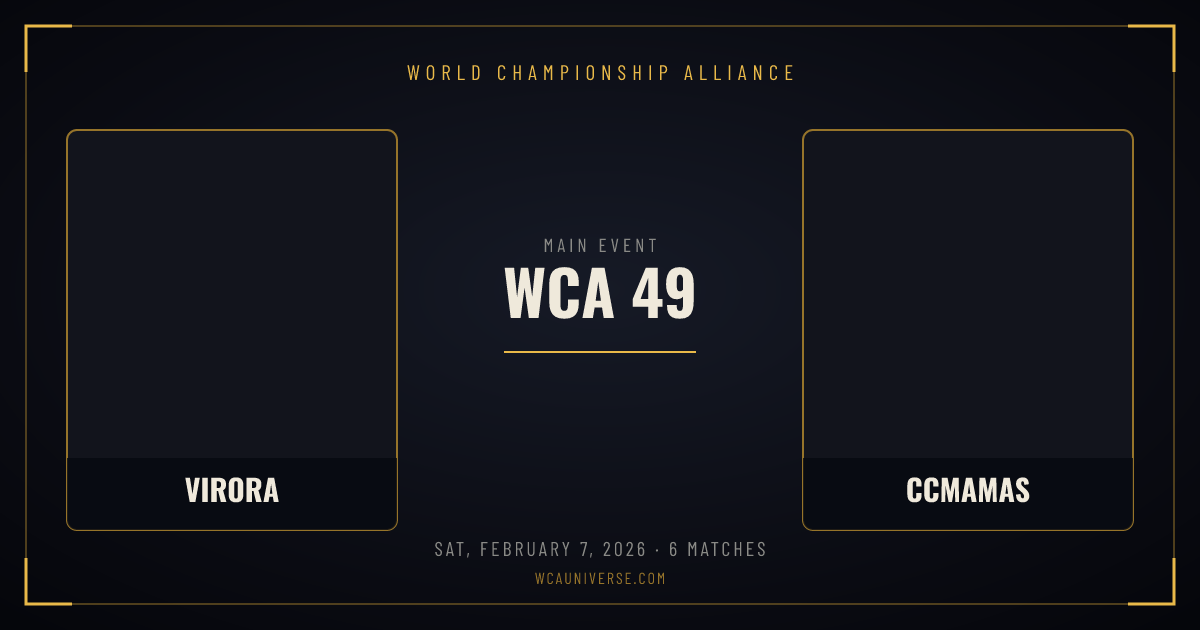 WORLD CHAMPIONSHIP ALLIANCE
MAIN EVENT
WCA 49
VIRORA
CCMAMAS
SAT, FEBRUARY 7, 2026 · 6 MATCHES
WCAUNIVERSE.COM